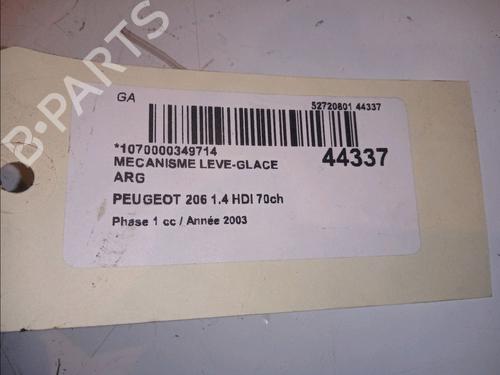 B-PARTS
GA
52720801 44337
*1070000349714
44337
MECANISME LEVE-GLACE
ARG
PEUGEOT 206 1.4 HDI 70ch
Phase 1 cc / Année 2003